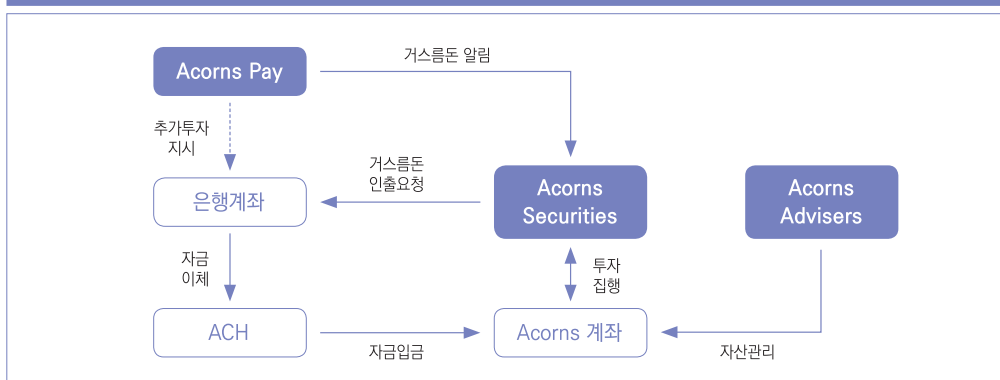 거스름돈 알림
Acorns Pay
추가투자
지시
거스름돈
인출요청
은행계좌
Acorns
Securities
Acorns
Advisers
자금
이체
투자
집행
ACH
자금입금
Acorns 계좌
자산관리